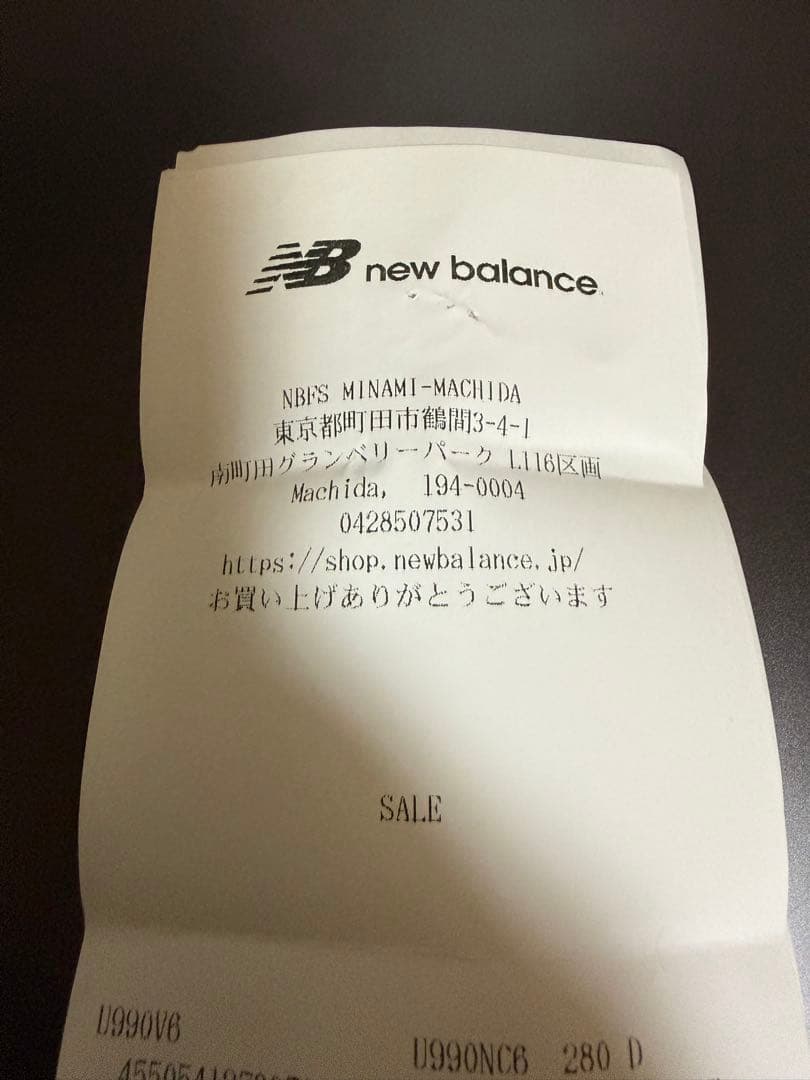 NB new balance
NBFS MINAMI-MACHIDA
東京都町田市鶴間3-4-1
南町田グランベリーパーク L116区画
Machida, 194-0004
0428507531
https://shop.newbalance.jp/
お買い上げありがとうございます
SALE
U990V6
U990NC6 280 D